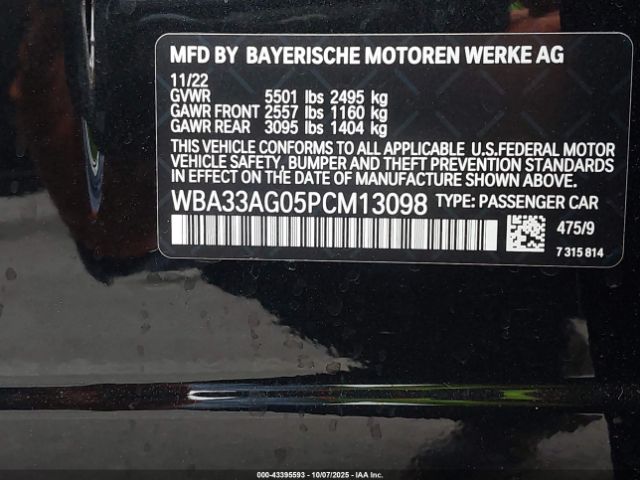 MFD BY BAYERISCHE MOTOREN WERKE AG
11/22
GVWR 5501 lbs 2495 kg
GAWR FRONT 2557 lbs 1160 kg
GAWR REAR 3095 lbs 1404 kg
THIS VEHICLE CONFORMS TO ALL APPLICABLE U.S.FEDERAL MOTOR
VEHICLE SAFETY, BUMPER AND THEFT PREVENTION STANDARDS
IN EFFECT ON THE DATE OF MANUFACTURE SHOWN ABOVE.
WBA33AG05PCM13098 TYPE: PASSENGER CAR
475/9
7 315 814
000-43395593 - 10/07/2025 - IAAI.COM